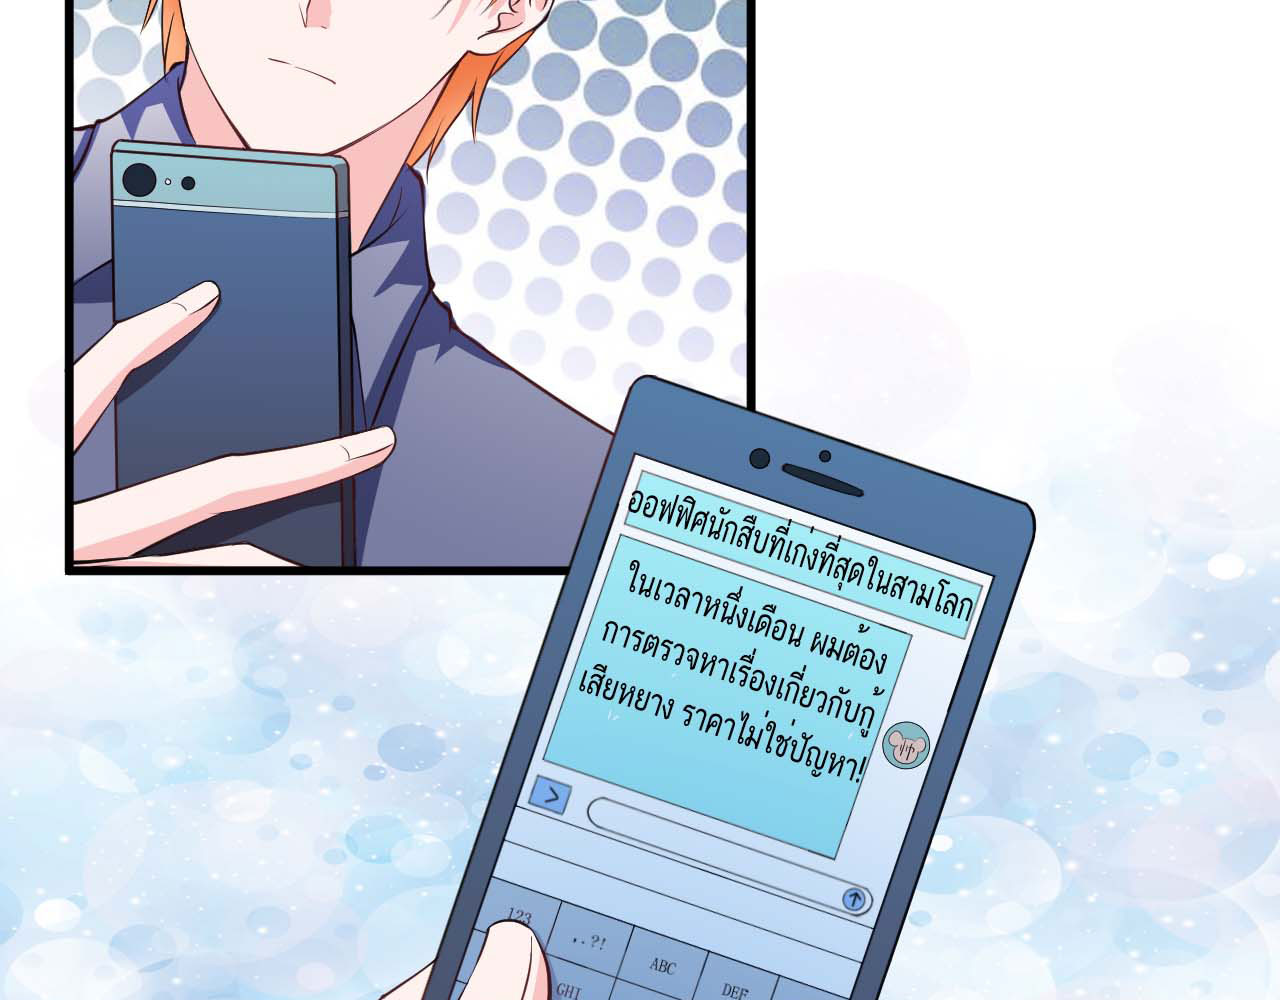 ออฟฟิศนักสืบที่เก่งที่สุดในสามโลก
ในเวลาหนึ่งเดือน ผมต้อง
การตรวจหาเรื่องเกี่ยวกับกู้
เสียหยาง ราคาไม่ใช่ปัญหา!
帅
123
,.?!
ABC
DEF
GHI